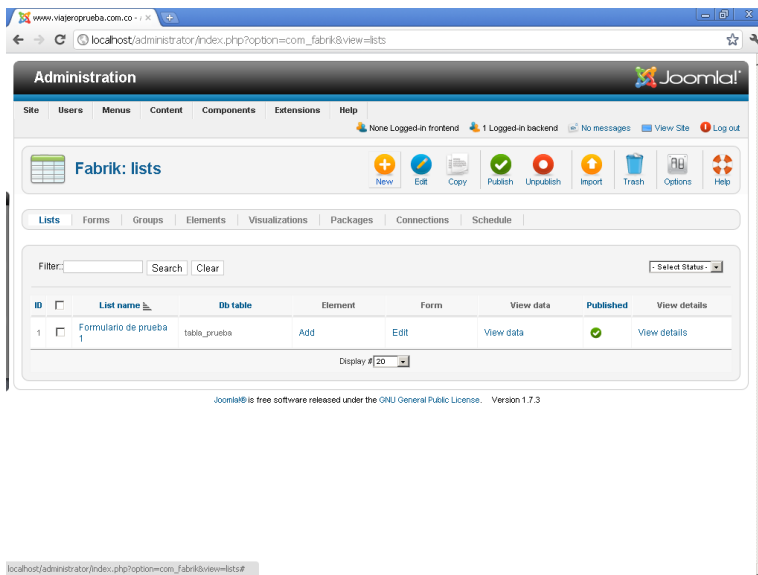 www.viajeroprueba.com.co - /
localhost/administrator/index.php?option=com_fabrik&view=lists
Administration
Joomla!
Site Users Menus Content Components Extensions Help
None Logged-in frontend 1 Logged-in backend No messages View Site Log out
Fabrik: lists
New Edit Copy Publish Unpublish Import Trash Options Help
Lists Forms Groups Elements Visualizations Packages Connections Schedule
Filter: Search Clear - Select Status -
ID List name Db table Element Form View data Published View details
1 Formulario de prueba 1 tabla_prueba Add Edit View data View details
Display # 20
Joomla!® is free software released under the GNU General Public License. Version 1.7.3
localhost/administrator/index.php?option=com_fabrik&view=lists#